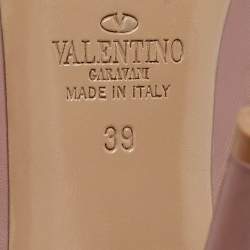 VALENTINO
GARAVANI
MADE IN ITALY
39